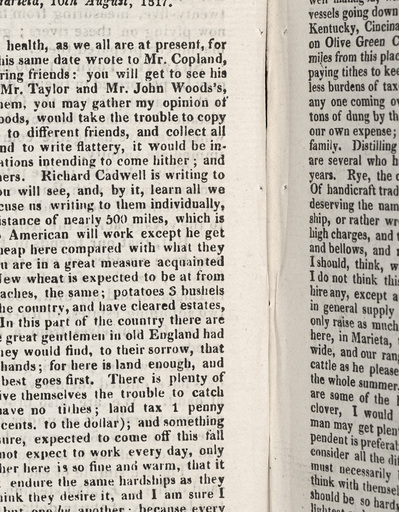 10th August, 1817.
health, as we all are at present, for
his same date wrote to Mr. Copland,
ring friends: you will get to see his
Mr. Taylor and Mr. John Woods's,
hem, you may gather my opinion of
oods, would take the trouble to copy
to different friends, and collect all
nd to write flattery, it would be in-
ations intending to come hither; and
hers. Richard Cadwell is writing to
ou will see, and, by it, learn all we
cuse us writing to them individually,
istance of nearly 500 miles, which is
American will work except he get
heap here compared with what they
u are in a great measure acquainted
New wheat is expected to be at from
aches, the same; potatoes 3 bushels
he country, and have cleared estates,
In this part of the country there are
great gentlemen in old England had
hey would find, to their sorrow, that
hands; for here is land enough, and
best goes first. There is plenty of
ive themselves the trouble to catch
have no tithes; land tax 1 penny
cents. to the dollar); and something
sure, expected to come off this fall
not expect to work every day, only
her here is so fine and warm, that it
endure the same hardships as they
hink they desire it, and I am sure I
but one by another: because every
vessels going down
Kentucky, Cincina
on Olive Green C
miles from this plac
paying tithes to kee
less burdens of tax
any one coming ov
tons of dung by th
our own expense;
family. Distilling
are several who h
years. Rye, the c
Of handicraft trad
deserving the nam
ship, or rather wr
high charges, and t
and bellows, and r
I should, think, w
I do not think this
hire any, except a
in general supply
only raise as much
here, in Marieta,
wide, and our rang
cattle as he please
the whole summer.
are some of the l
clover, I would
man may get plent
pendent is preferab
consider all the dif
must necessarily
think with themsel
should be so hardy